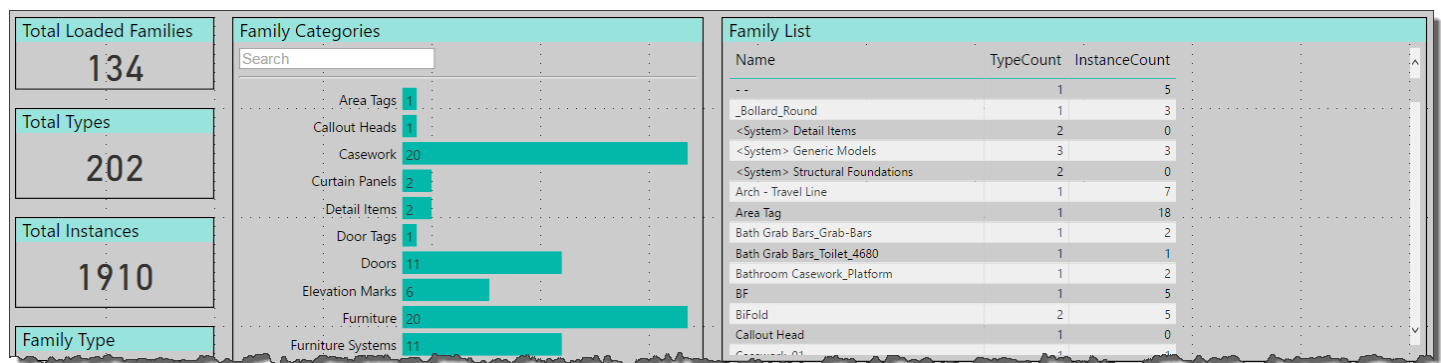 Total Loaded Families
134
Total Types
202
Total Instances
1910
Family Type
Family Categories
Search
Area Tags 1
Callout Heads 1
Casework 20
Curtain Panels 2
Detail Items 2
Door Tags 1
Doors 11
Elevation Marks 6
Furniture 20
Furniture Systems 11
Family List
Name TypeCount InstanceCount
- - 1 5
_Bollard_Round 1 3
<System> Detail Items 2 0
<System> Generic Models 3 3
<System> Structural Foundations 2 0
Arch - Travel Line 1 7
Area Tag 1 18
Bath Grab Bars_Grab-Bars 1 2
Bath Grab Bars_Toilet_4680 1 1
Bathroom Casework_Platform 1 2
BF 1 5
BiFold 2 5
Callout Head 1 0